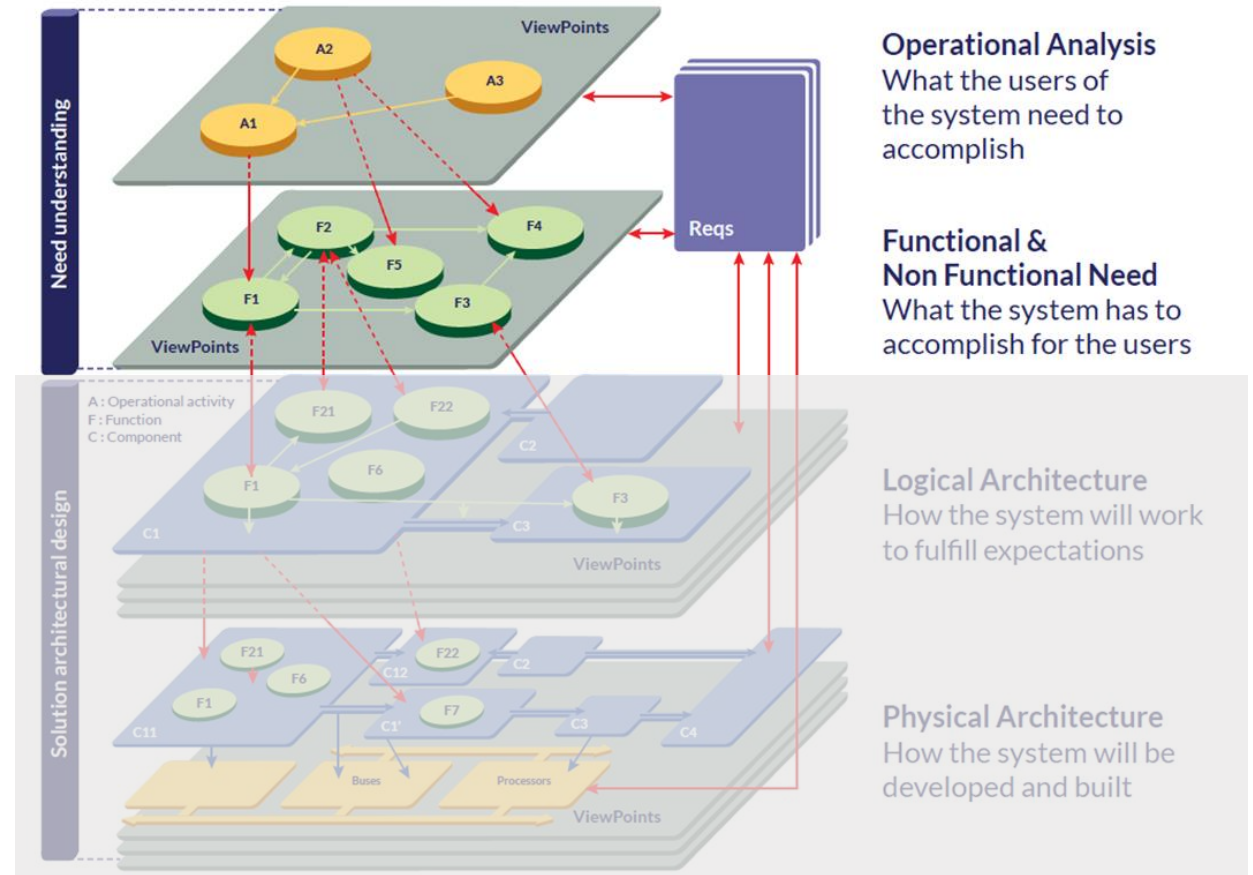 Need understanding
ViewPoints
A2
A3
A1
Operational Analysis
What the users of
the system need to
accomplish
Reqs
F2
F4
F5
F1
F3
ViewPoints
Functional &
Non Functional Need
What the system has to
accomplish for the users
Solution architectural design
A : Operational activity
F : Function
C : Component
F21
F22
C2
F6
F1
F3
C1
C3
ViewPoints
Logical Architecture
How the system will work
to fulfill expectations
F21
F6
F1
C11
F22
C12
C2
F7
C1'
C3
C4
Buses
Processors
ViewPoints
Physical Architecture
How the system will be
developed and built